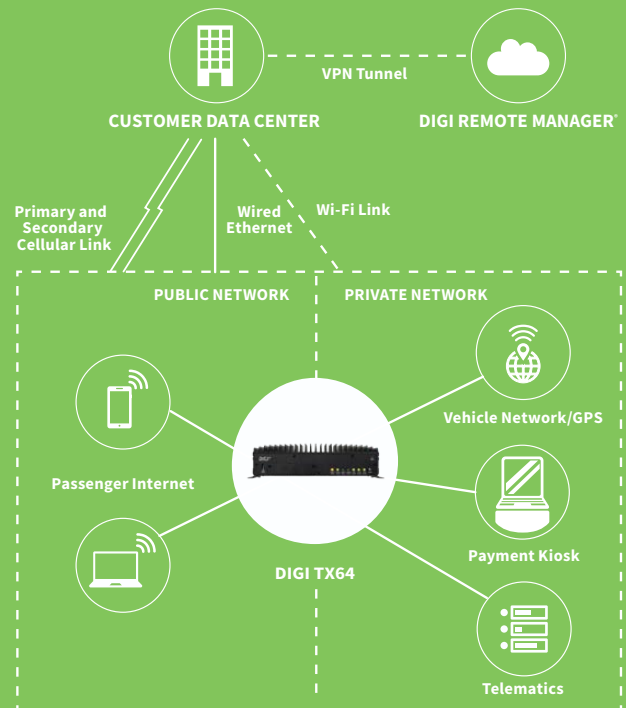 VPN Tunnel
CUSTOMER DATA CENTER
DIGI REMOTE MANAGER®
Primary and
Secondary
Cellular Link
Wired
Ethernet
Wi-Fi Link
PUBLIC NETWORK
PRIVATE NETWORK
Vehicle Network/GPS
Passenger Internet
Payment Kiosk
DIGI TX64
Telematics